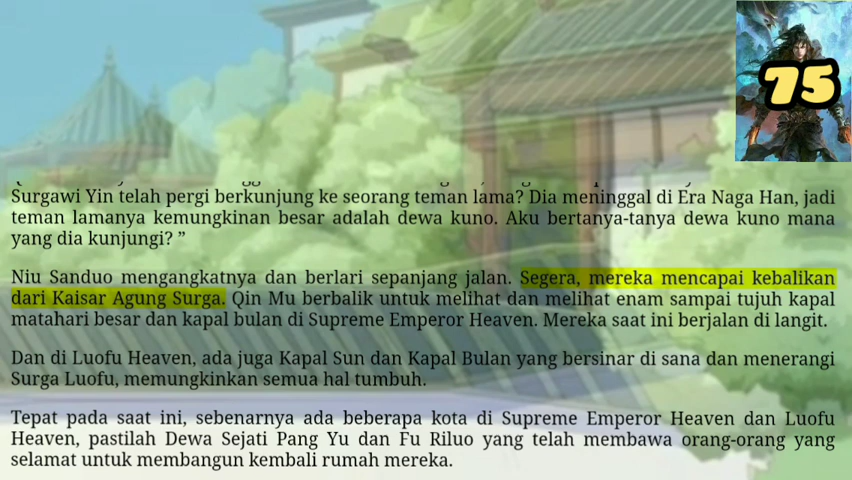 75
Surgawi Yin telah pergi berkunjung ke seorang teman lama? Dia meninggal di Era Naga Han, jadi
teman lamanya kemungkinan besar adalah dewa kuno. Aku bertanya-tanya dewa kuno mana
yang dia kunjungi? ”
Niu Sanduo mengangkatnya dan berlari sepanjang jalan. Segera, mereka mencapai kebalikan
dari Kaisar Agung Surga. Qin Mu berbalik untuk melihat dan melihat enam sampai tujuh kapal
matahari besar dan kapal bulan di Supreme Emperor Heaven. Mereka saat ini berjalan di langit.
Dan di Luofu Heaven, ada juga Kapal Sun dan Kapal Bulan yang bersinar di sana dan menerangi
Surga Luofu, memungkinkan semua hal tumbuh.
Tepat pada saat ini, sebenarnya ada beberapa kota di Supreme Emperor Heaven dan Luofu
Heaven, pastilah Dewa Sejati Pang Yu dan Fu Riluo yang telah membawa orang-orang yang
selamat untuk membangun kembali rumah mereka.